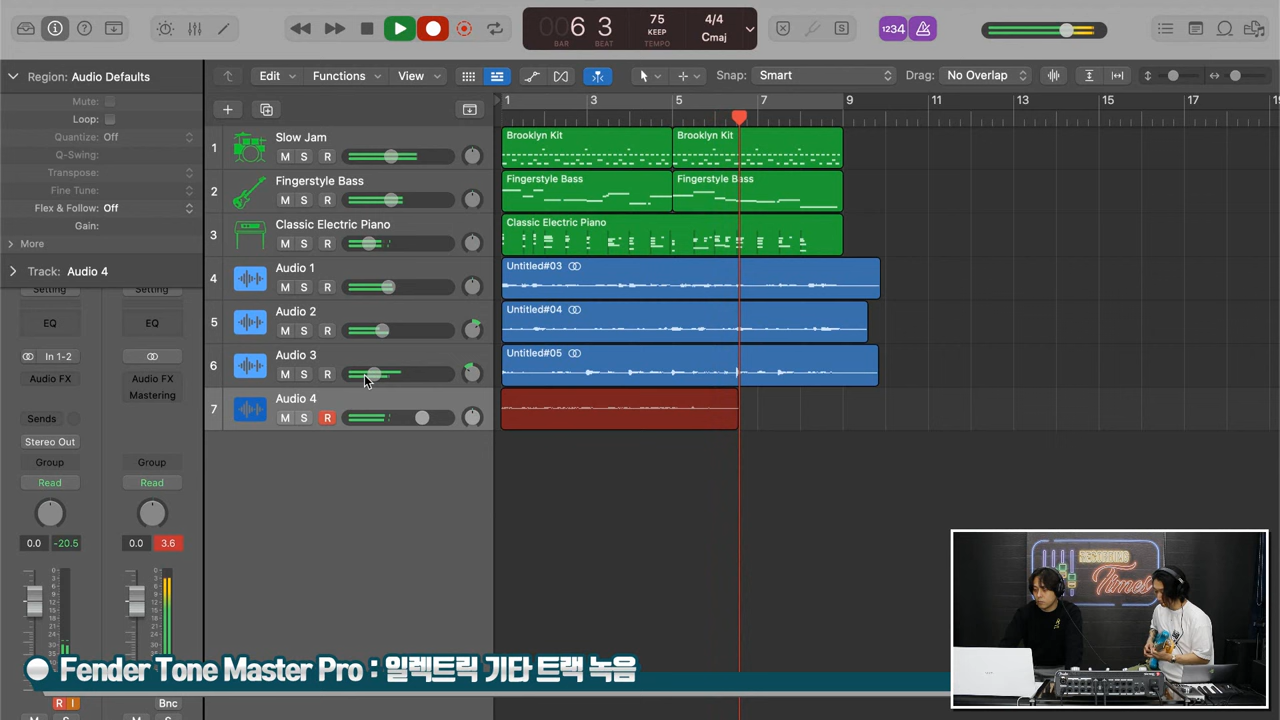 6 3
BAR BEAT
75
KEEP
TEMPO
4/4
Cmaj
1234
S
Region: Audio Defaults
Edit
Functions
View
Snap: Smart
Drag: No Overlap
Mute:
Loop:
Quantize: Off
Q-Swing:
Transpose:
Fine Tune:
Flex & Follow: Off
Gain:
More
Track: Audio 4
1 3 5 7 9 11 13 15 17
1 Slow Jam
M S R
Brooklyn Kit Brooklyn Kit
2 Fingerstyle Bass
M S R
Fingerstyle Bass Fingerstyle Bass
3 Classic Electric Piano
M S R
Classic Electric Piano
4 Audio 1
M S R
Untitled#03
5 Audio 2
M S R
Untitled#04
6 Audio 3
M S R
Untitled#05
7 Audio 4
M S R
Setting Setting
EQ EQ
In 1-2
Audio FX Audio FX
Mastering
Sends
Stereo Out
Group Group
Read Read
0.0 -20.5 0.0 3.6
R I
Bnc
M S M
Times
Fender Tone Master Pro : 일렉트릭 기타 트랙 녹음